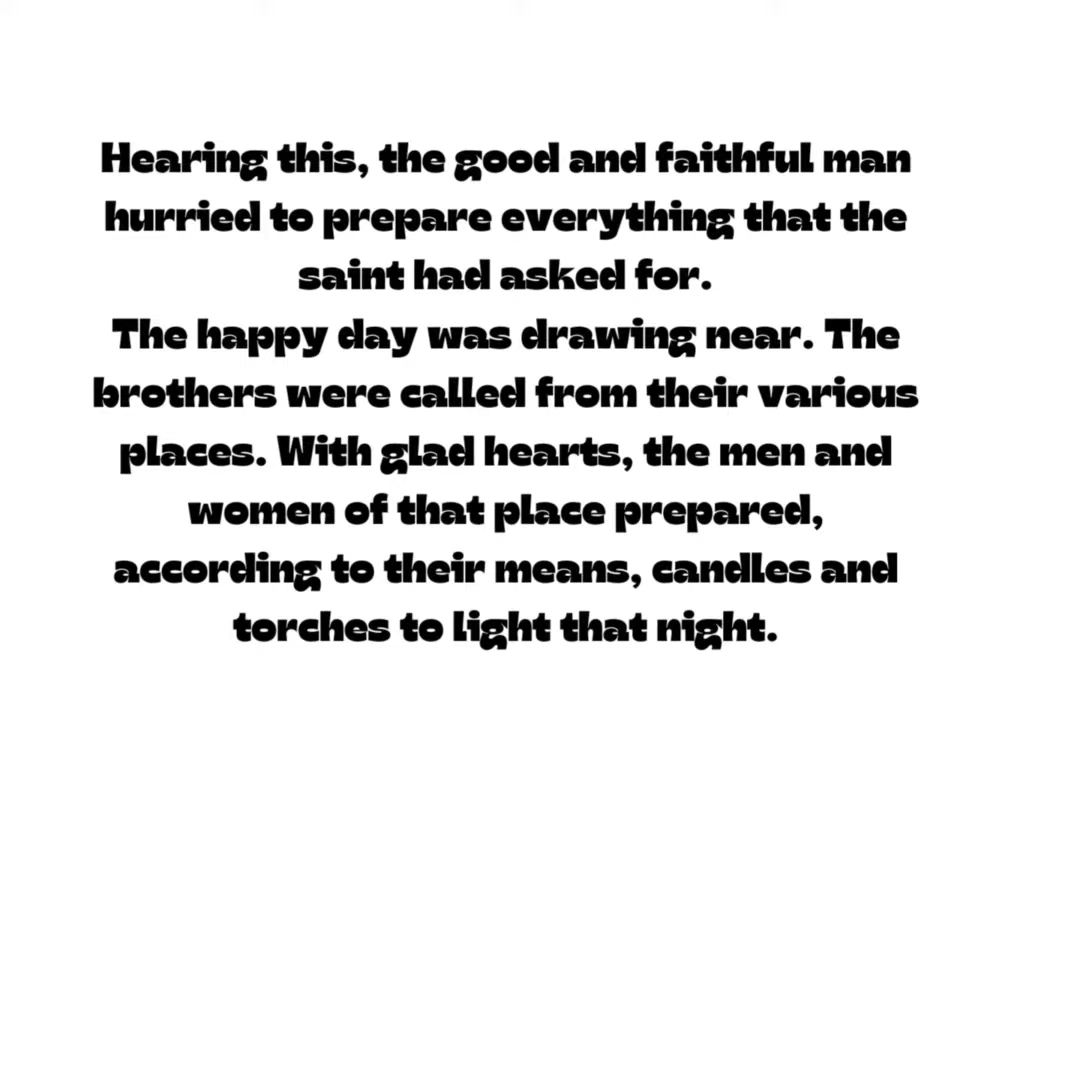 Hearing this, the good and faithful man
hurried to prepare everything that the
saint had asked for.
The happy day was drawing near. The
brothers were called from their various
places. With glad hearts, the men and
women of that place prepared,
according to their means, candles and
torches to light that night.